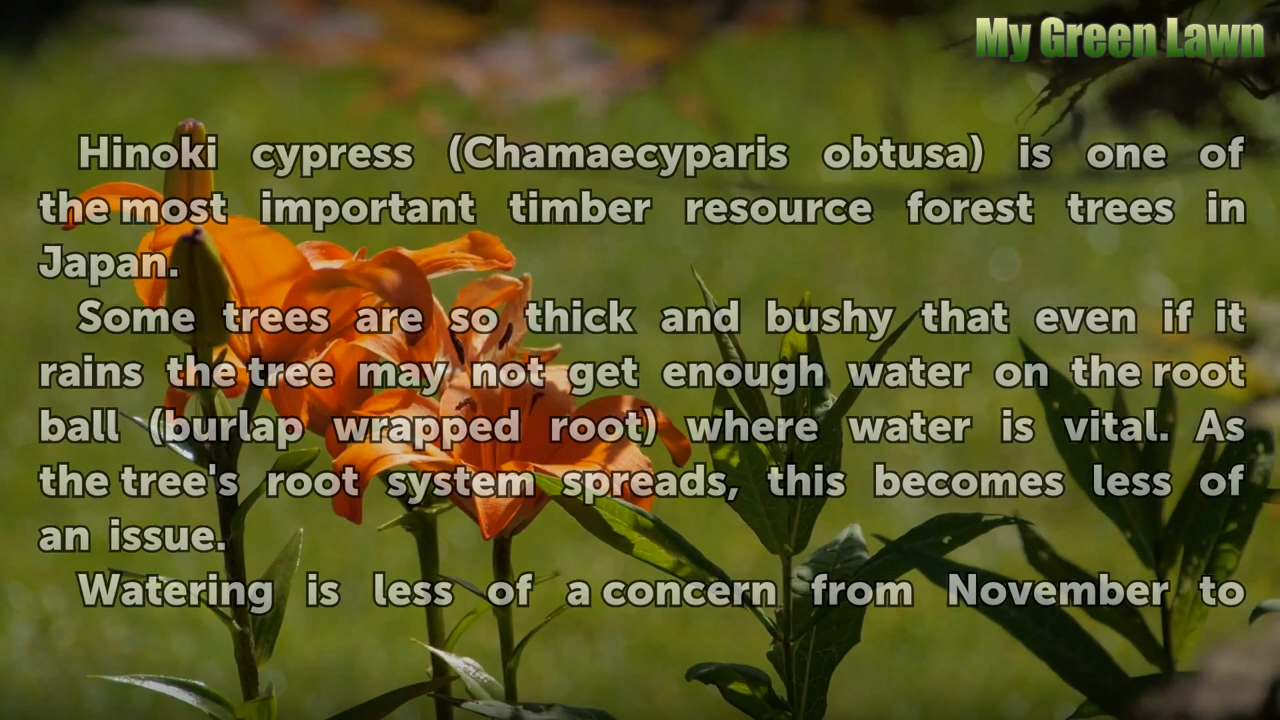 My Green Lawn
Hinoki cypress (Chamaecyparis obtusa) is one of
the most important timber resource forest trees in
Japan.
Some trees are so thick and bushy that even if it
rains the tree may not get enough water on the root
ball (burlap wrapped root) where water is vital. As
the tree's root system spreads, this becomes less of
an issue.
Watering is less of a concern from November to